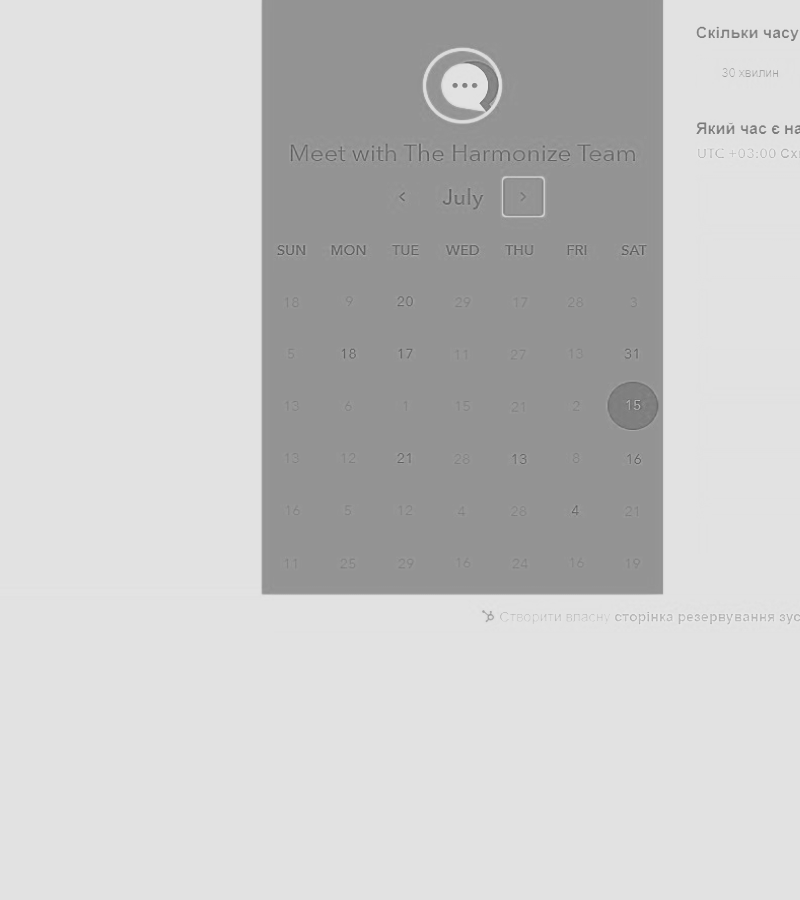 Скільки часу
30 хвилин
Який час є на
UTC +03:00 Схі
Meet with The Harmonize Team
July
SUN MON TUE WED THU FRI SAT
18 9 20 29 17 28 3
5 18 17 11 27 13 31
13 6 1 15 21 2 15
13 12 21 28 13 8 16
16 5 12 4 28 4 21
11 25 29 16 24 16 19
Створити власну сторінка резервування зус